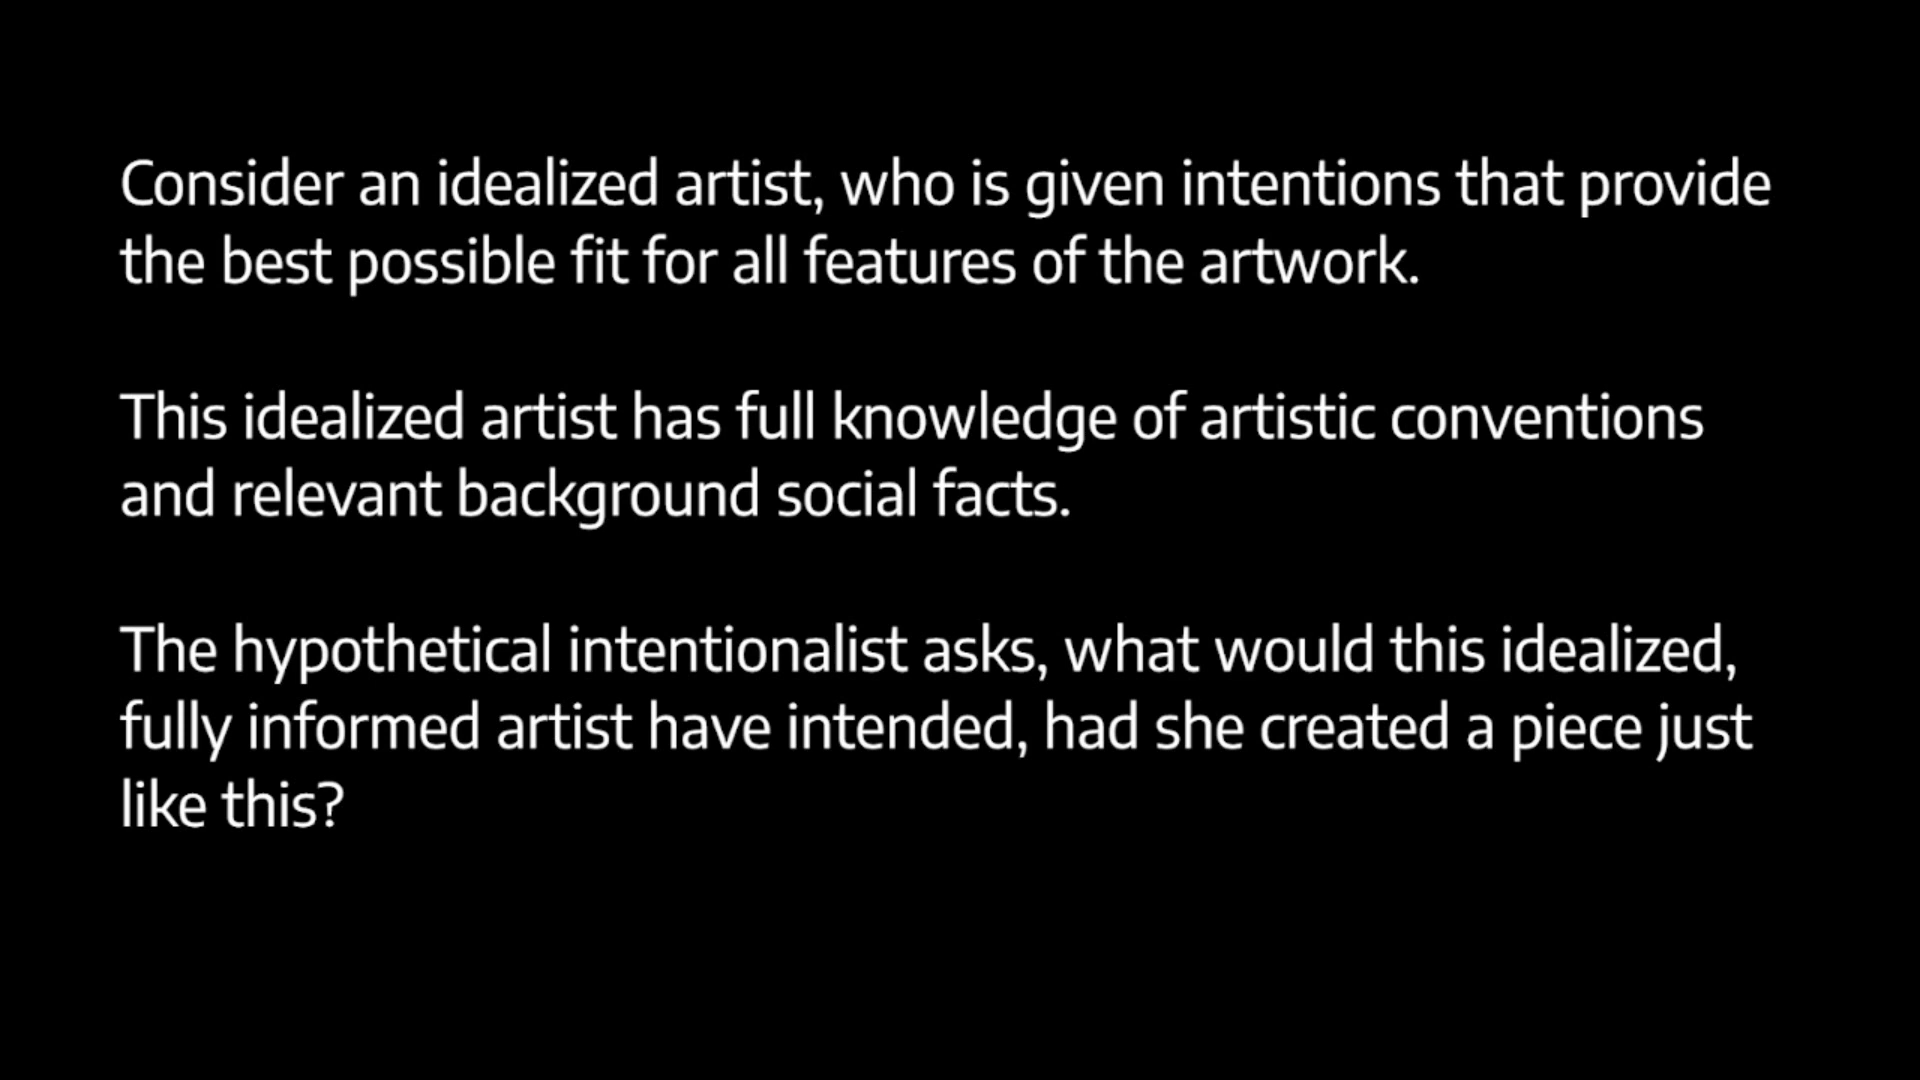 Consider an idealized artist, who is given intentions that provide
the best possible fit for all features of the artwork.
This idealized artist has full knowledge of artistic conventions
and relevant background social facts.
The hypothetical intentionalist asks, what would this idealized,
fully informed artist have intended, had she created a piece just
like this?